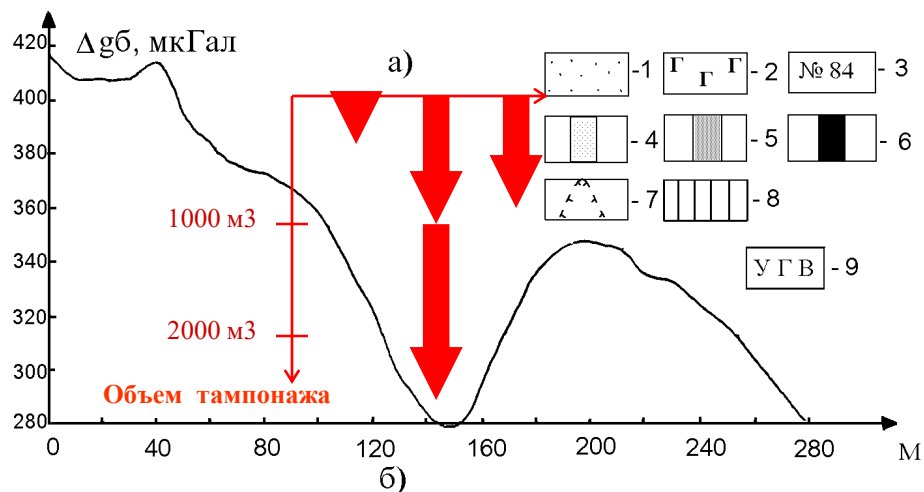 Δgб, мкГал
а)
420
400
380
360
340
320
300
280
1000 м3
2000 м3
Объем тампонажа
0 40 80 120 160 200 240 280 М
б)
-1
Г Г Г - 2
№ 84 - 3
- 4
- 5
- 6
- 7
- 8
У Г В - 9